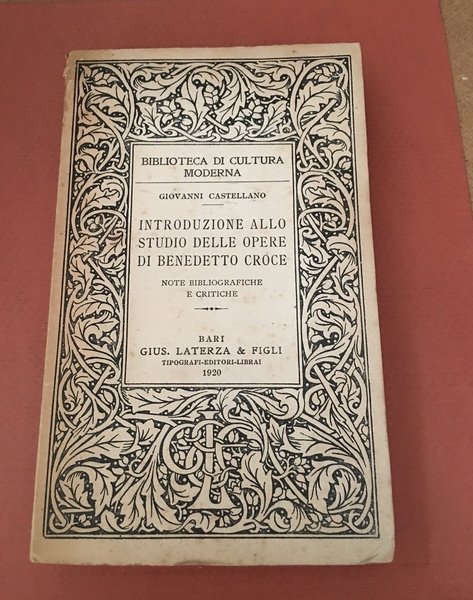 BIBLIOTECA DI CULTURA
MODERNA
GIOVANNI CASTELLANO
INTRODUZIONE ALLO
STUDIO DELLE OPERE
DI BENEDETTO CROCE
NOTE BIBLIOGRAFICHE
E CRITICHE
BARI
GIUS. LATERZA & FIGLI
TIPOGRAFI-EDITORI-LIBRAI
1920